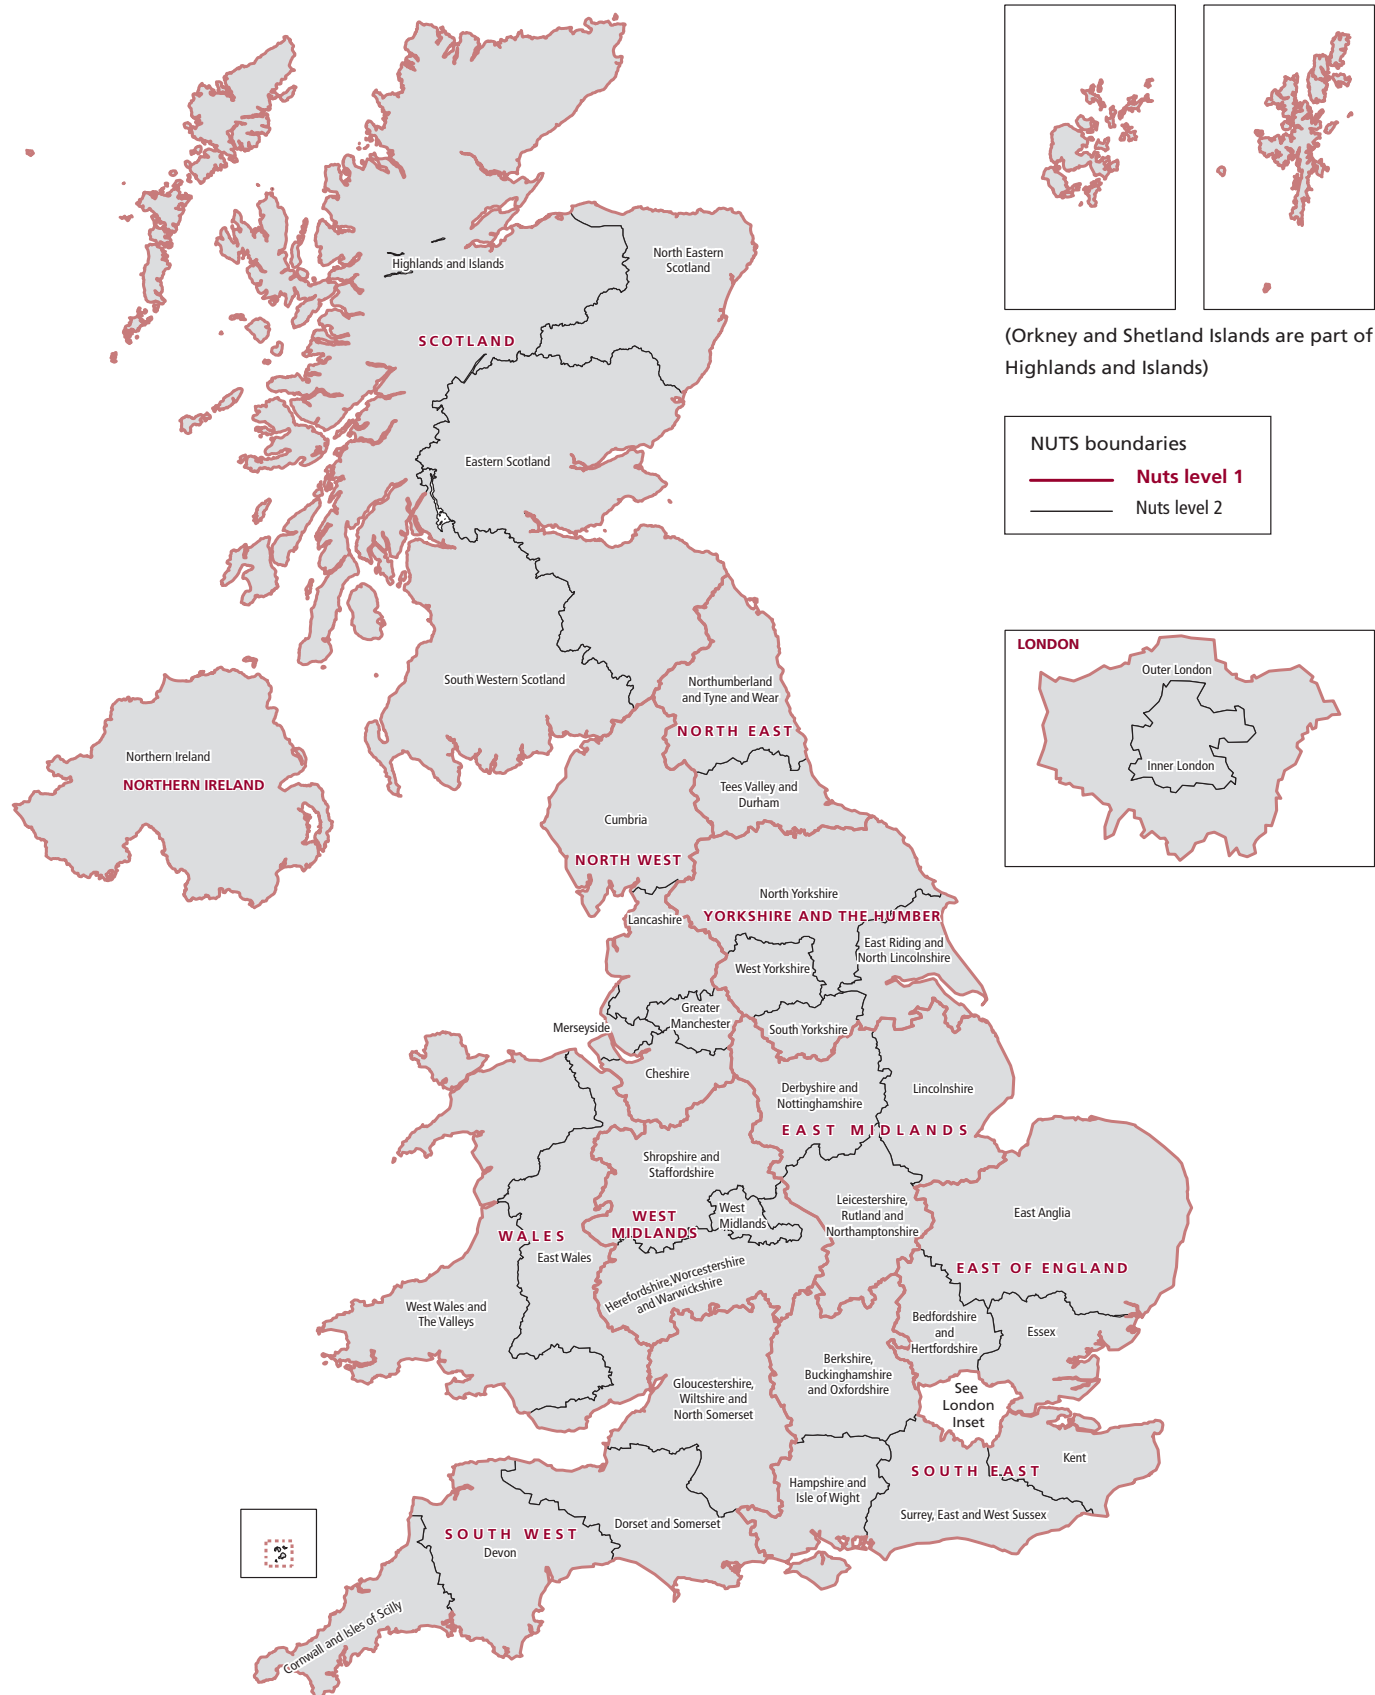 Highlands and Islands
North Eastern
Scotland
SCOTLAND
Eastern Scotland
South Western Scotland
(Orkney and Shetland Islands are part of
Highlands and Islands)
NUTS boundaries
Nuts level 1
Nuts level 2
LONDON
Outer London
Inner London
Northern Ireland
NORTHERN IRELAND
Northumberland
and Tyne and Wear
NORTH EAST
Tees Valley and
Durham
Cumbria
NORTH WEST
Lancashire
North Yorkshire
YORKSHIRE AND THE HUMBER
East Riding and
North Lincolnshire
West Yorkshire
South Yorkshire
Greater
Manchester
Merseyside
Cheshire
Derbyshire and
Nottinghamshire
Lincolnshire
EAST MIDLANDS
Leicestershire,
Rutland and
Northamptonshire
Shropshire and
Staffordshire
West
Midlands
WEST
MIDLANDS
Herefordshire, Worcestershire
and Warwickshire
WALES
East Wales
West Wales and
The Valleys
East Anglia
EAST OF ENGLAND
Bedfordshire
and
Hertfordshire
Essex
See
London
Inset
Berkshire,
Buckinghamshire
and Oxfordshire
Gloucestershire,
Wiltshire and
North Somerset
Kent
SOUTH EAST
Hampshire and
Isle of Wight
Surrey, East and West Sussex
Dorset and Somerset
SOUTH WEST
Devon
Cornwall and Isles of Scilly